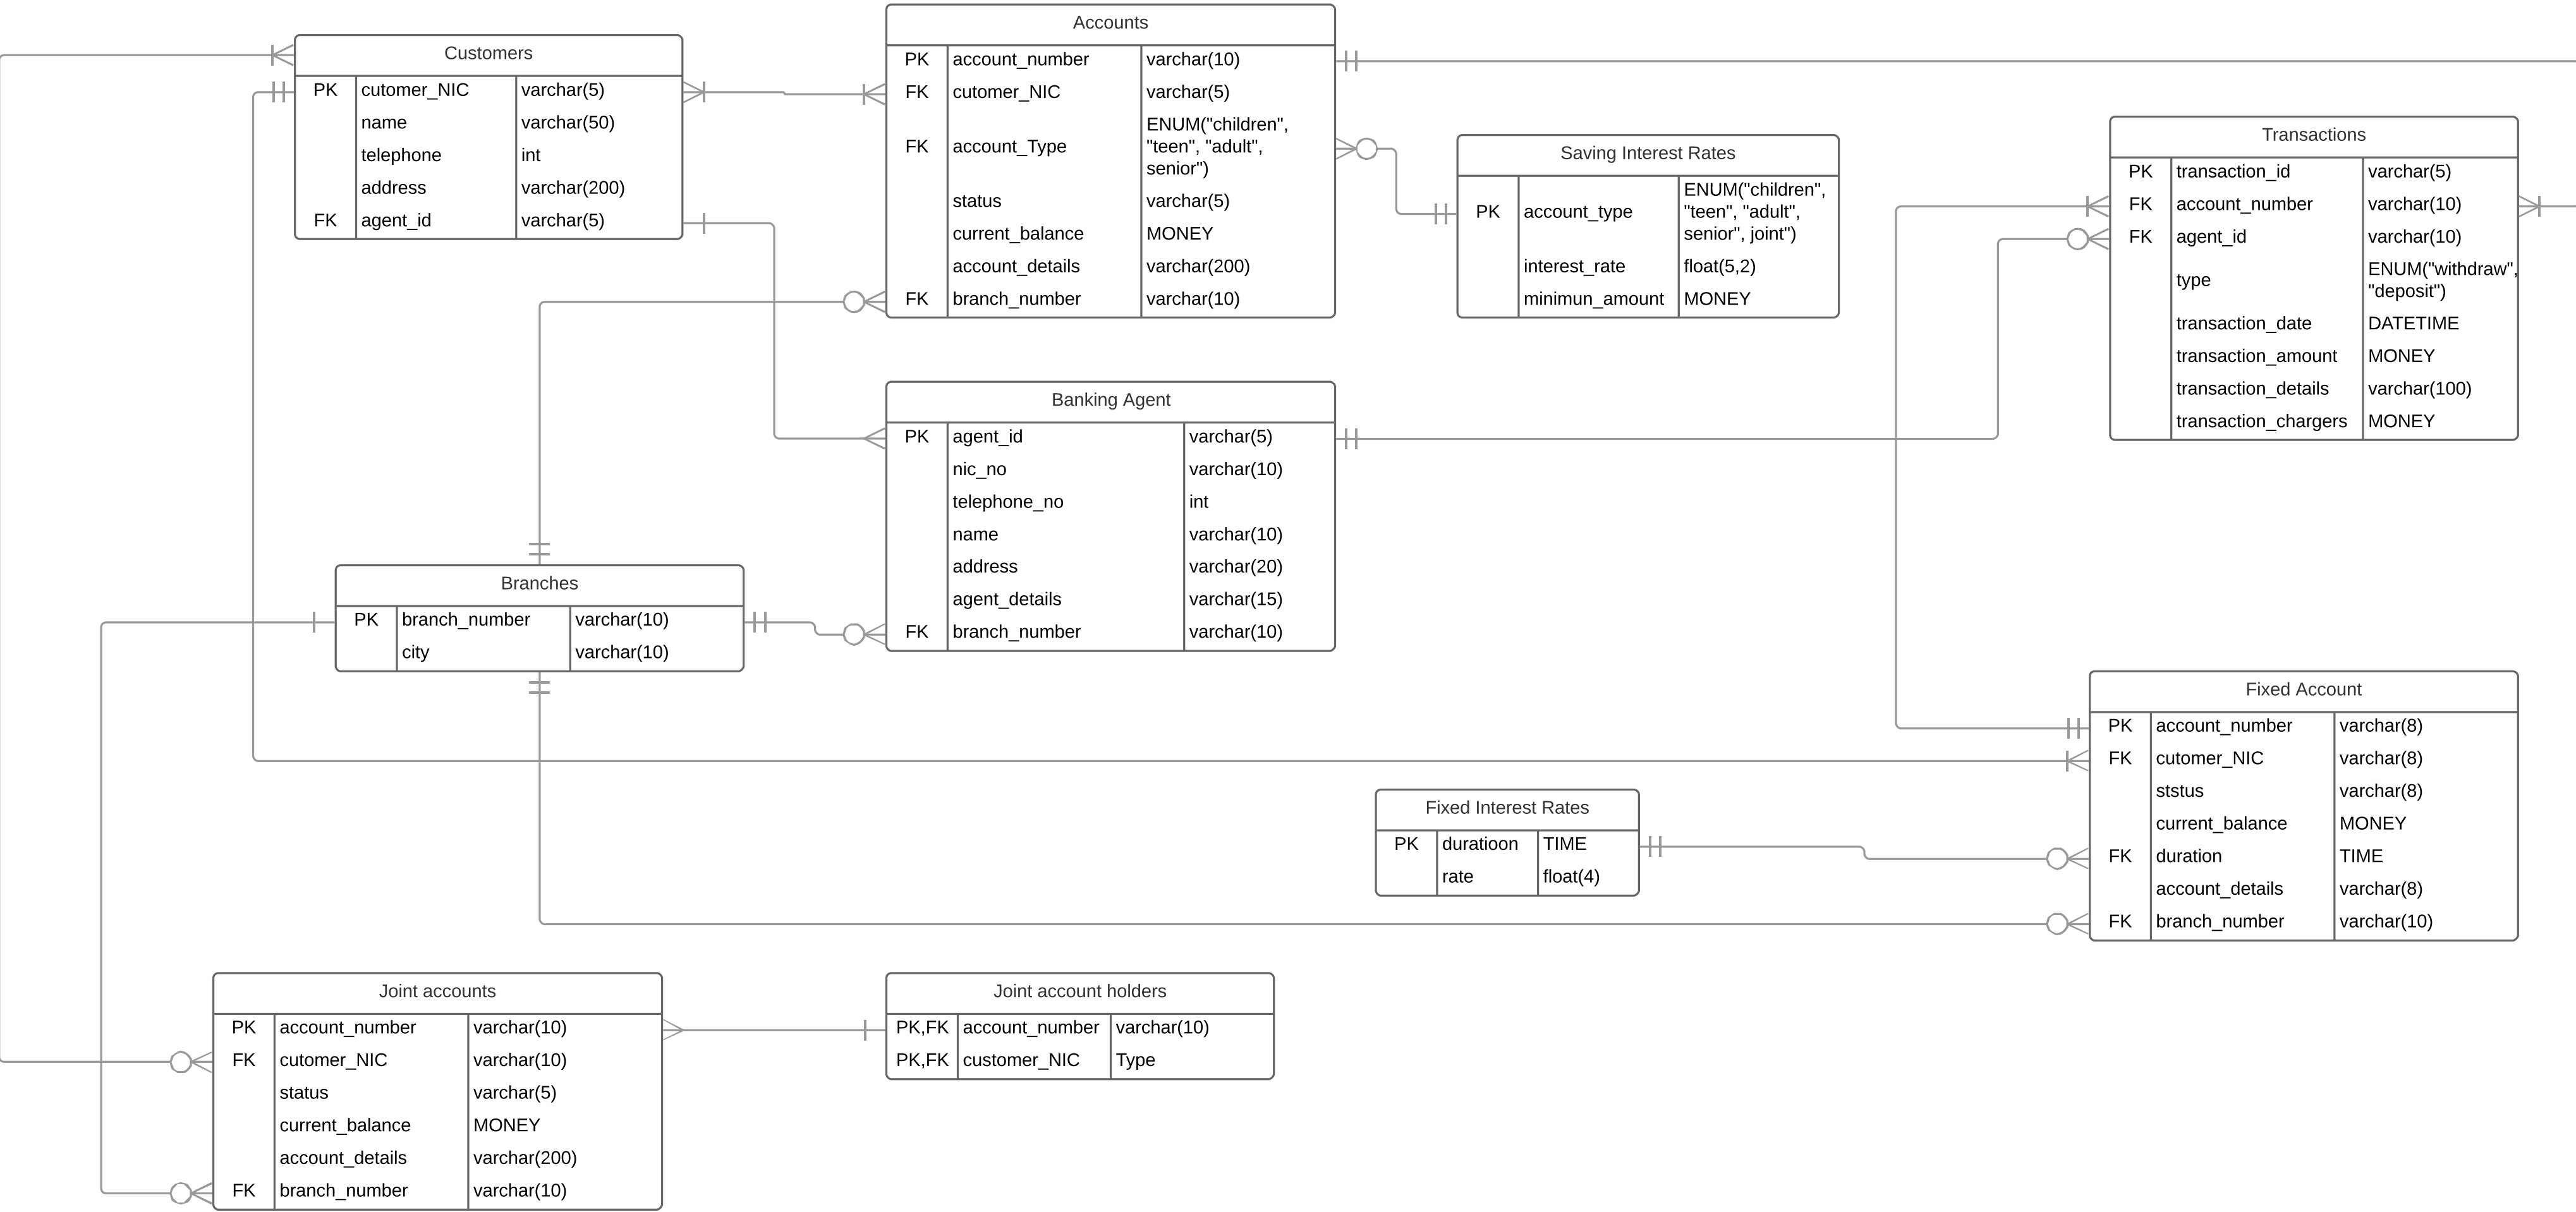 Customers
PK cutomer_NIC varchar(5)
name varchar(50)
telephone int
address varchar(200)
FK agent_id varchar(5)
Accounts
PK account_number varchar(10)
FK cutomer_NIC varchar(5)
FK account_Type ENUM("children",
"teen", "adult",
senior")
status varchar(5)
current_balance MONEY
account_details varchar(200)
FK branch_number varchar(10)
Saving Interest Rates
PK account_type ENUM("children",
"teen", "adult",
senior", joint")
interest_rate float(5,2)
minimun_amount MONEY
Transactions
PK transaction_id varchar(5)
FK account_number varchar(10)
FK agent_id varchar(10)
type ENUM("withdraw",
"deposit")
transaction_date DATETIME
transaction_amount MONEY
transaction_details varchar(100)
transaction_chargers MONEY
Banking Agent
PK agent_id varchar(5)
nic_no varchar(10)
telephone_no int
name varchar(10)
address varchar(20)
agent_details varchar(15)
FK branch_number varchar(10)
Branches
PK branch_number varchar(10)
city varchar(10)
Fixed Account
PK account_number varchar(8)
FK cutomer_NIC varchar(8)
ststus varchar(8)
current_balance MONEY
FK duration TIME
account_details varchar(8)
FK branch_number varchar(10)
Fixed Interest Rates
PK duratioon TIME
rate float(4)
Joint accounts
PK account_number varchar(10)
FK cutomer_NIC varchar(10)
status varchar(5)
current_balance MONEY
account_details varchar(200)
FK branch_number varchar(10)
Joint account holders
PK,FK account_number varchar(10)
PK,FK customer_NIC Type